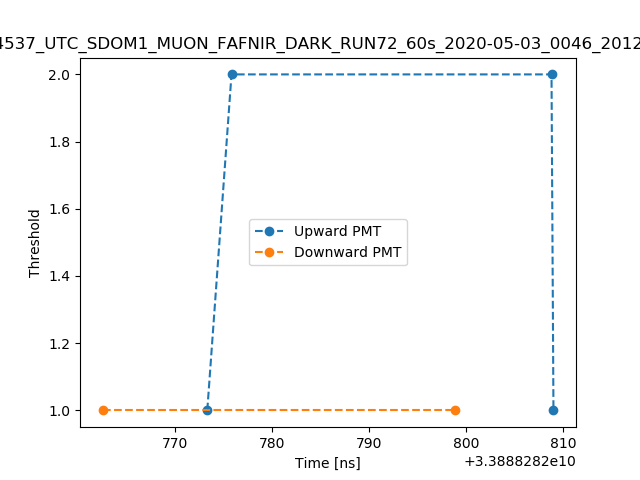 4537_UTC_SDOM1_MUON_FAFNIR_DARK_RUN72_60s_2020-05-03_0046_2012
2.0
1.8
1.6
1.4
1.2
1.0
Threshold
Upward PMT
Downward PMT
770 780 790 800 810
Time [ns]
+3.3888282e10